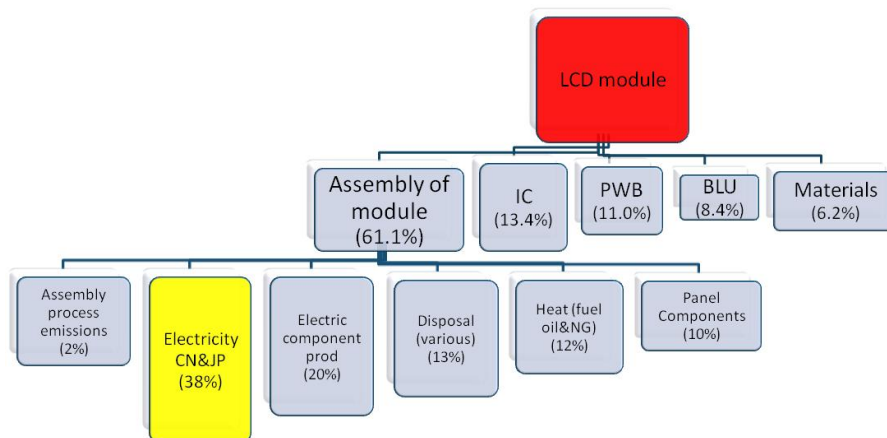 LCD module
Assembly of
module
(61.1%)
IC
(13.4%)
PWB
(11.0%)
BLU
(8.4%)
Materials
(6.2%)
Assembly
process
emissions
(2%)
Electricity
CN&JP
(38%)
Electric
component
prod
(20%)
Disposal
(various)
(13%)
Heat (fuel
oil&NG)
(12%)
Panel
Components
(10%)